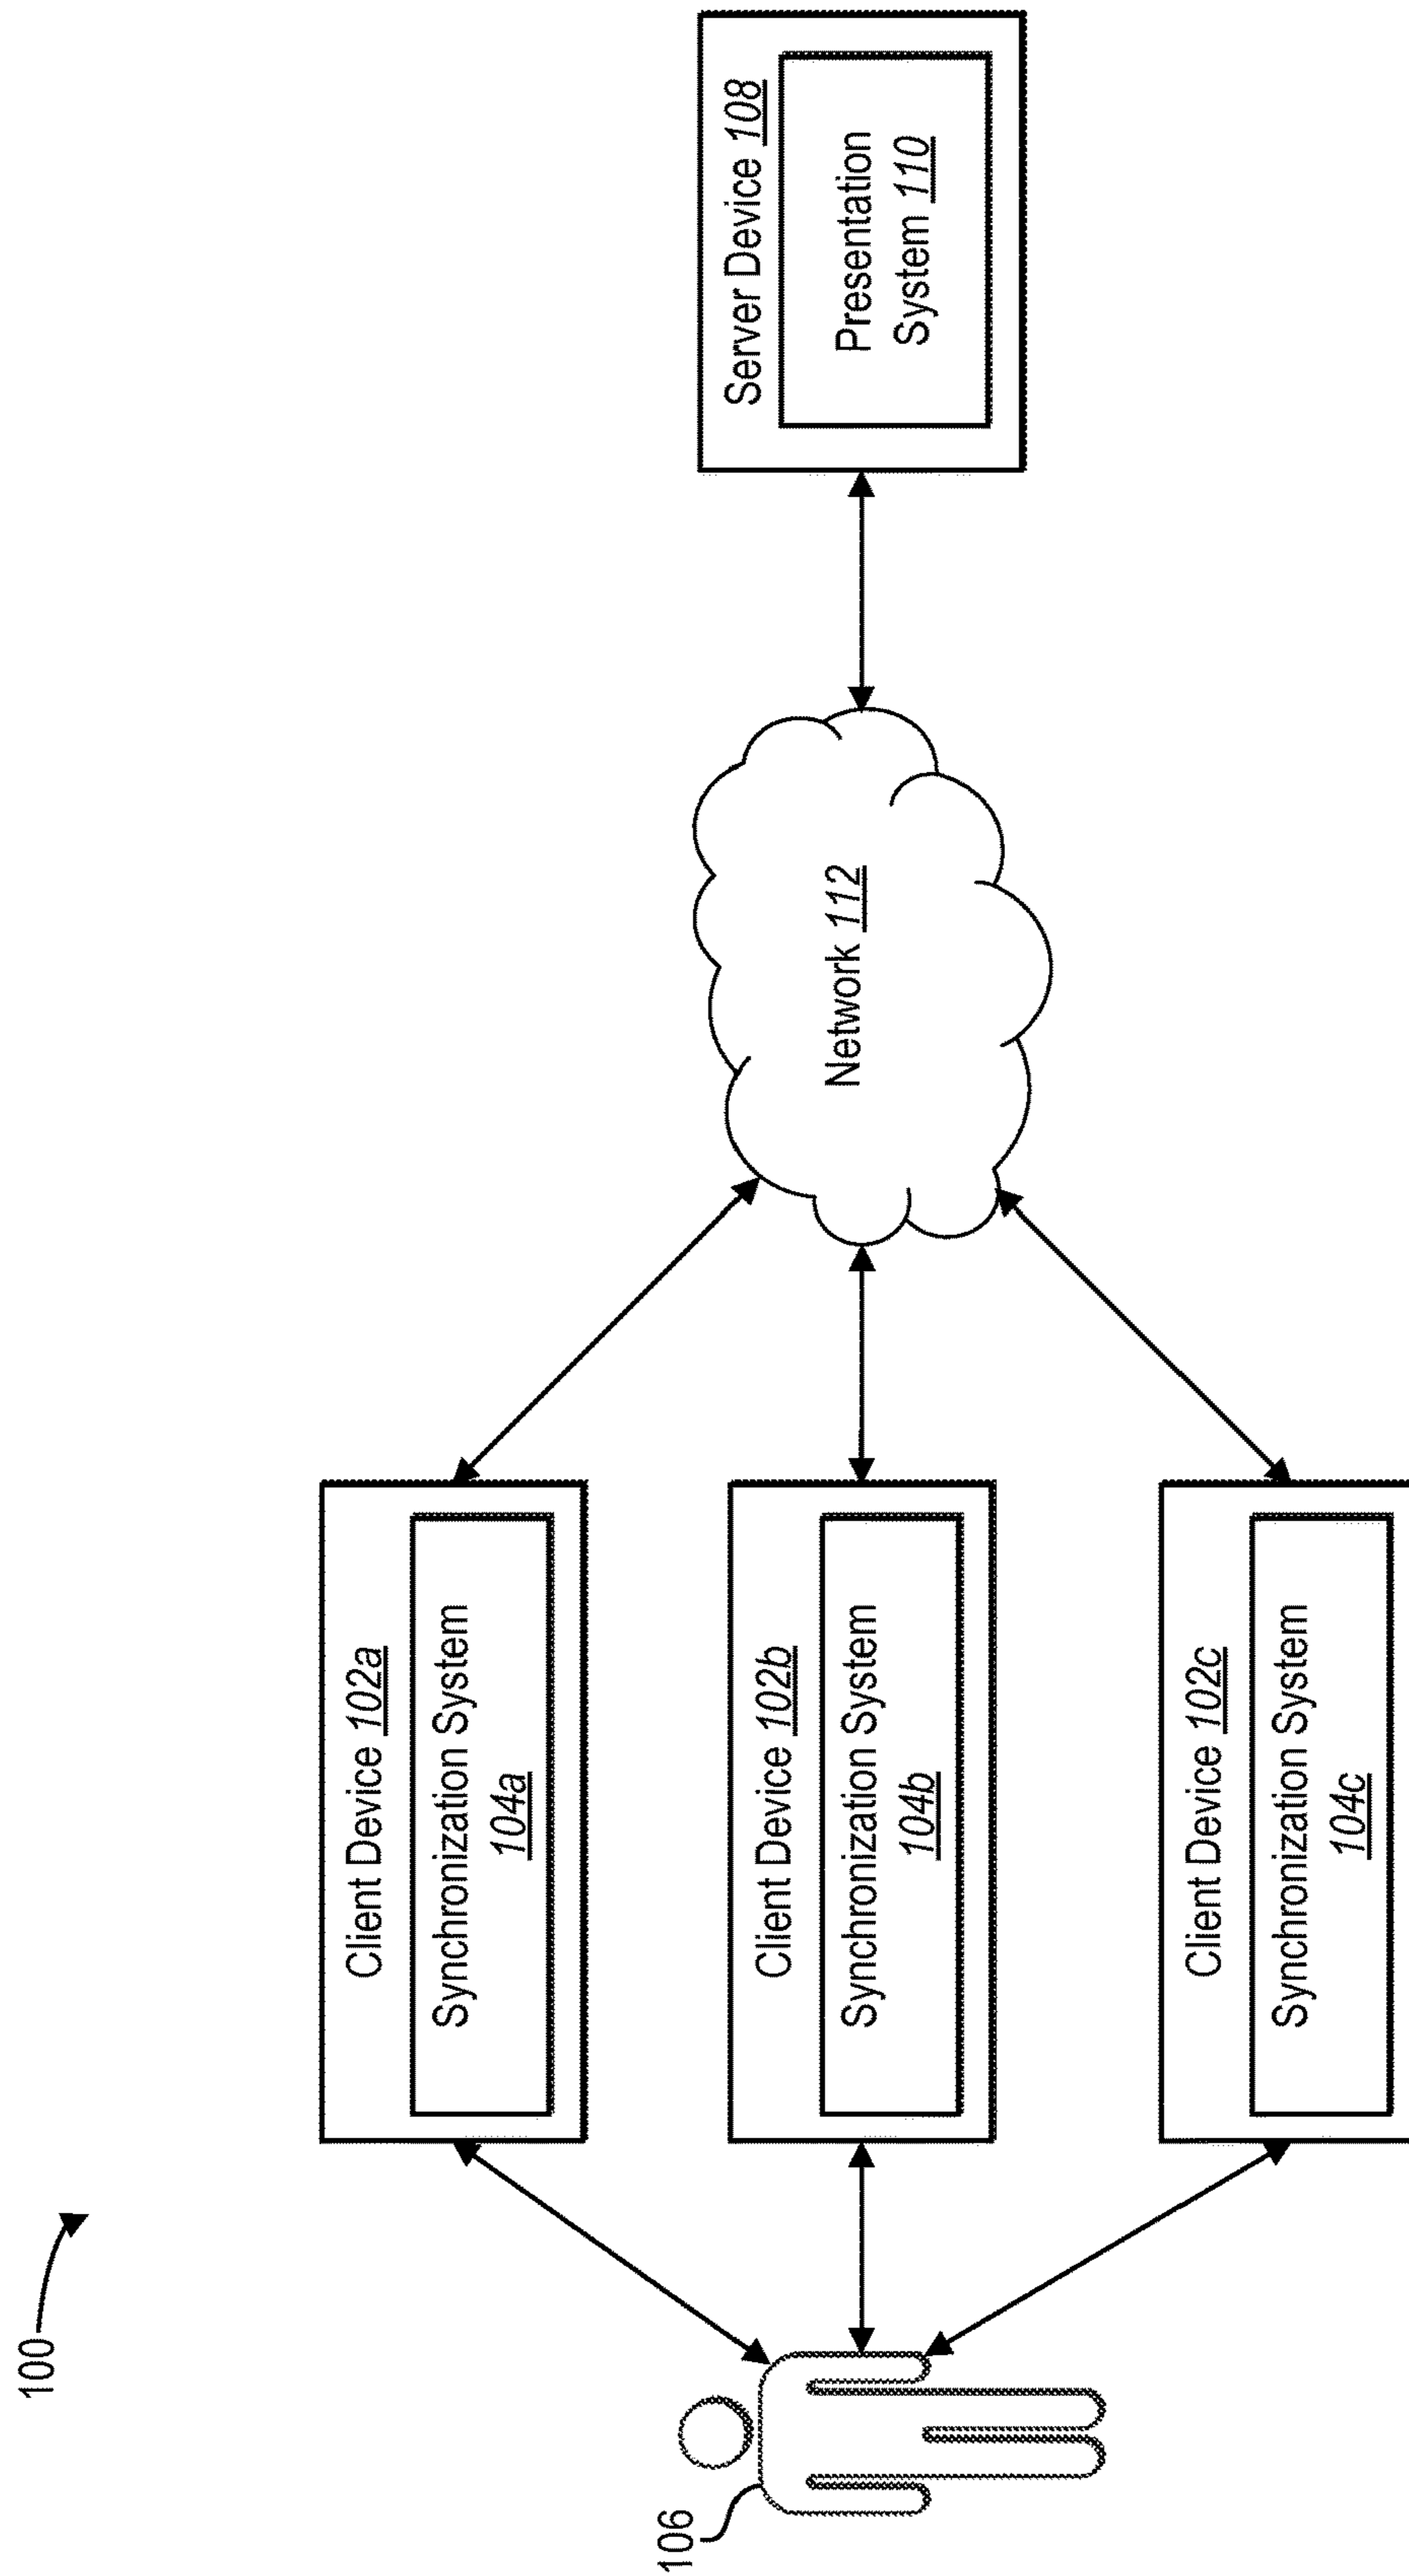 100
Client Device 102a
Synchronization System
104a
Client Device 102b
Synchronization System
104b
Client Device 102c
Synchronization System
104c
106
Network 112
Server Device 108
Presentation
System 110